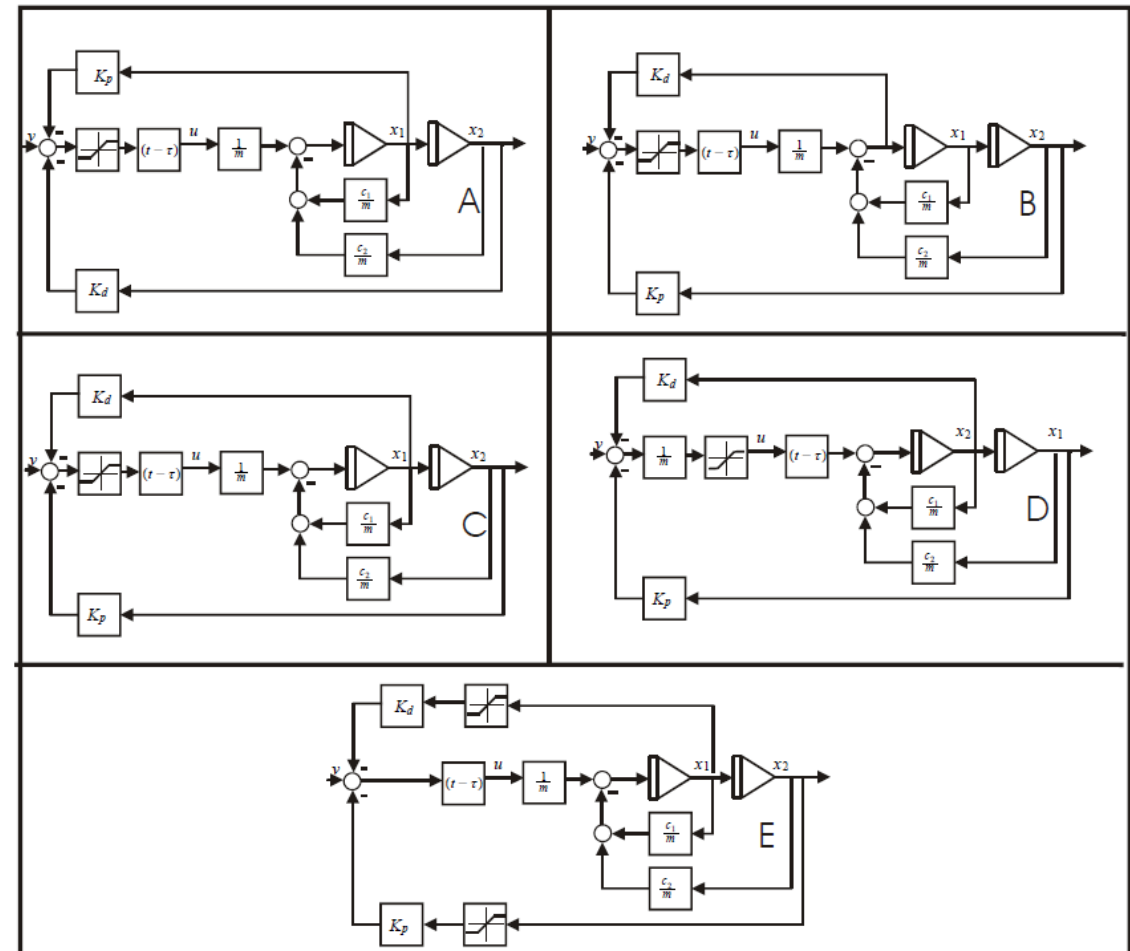 K_p
v u x_1 x_2
(t − τ) 1/m
c_1/m
A
c_2/m
K_d
K_d
v u x_1 x_2
(t − τ) 1/m
c_1/m
B
c_2/m
K_p
K_d
v u x_1 x_2
(t − τ) 1/m
c_1/m
C
c_2/m
K_p
K_d
v u x_2 x_1
1/m (t − τ)
c_1/m
D
c_2/m
K_p
K_d
v u x_1 x_2
(t − τ) 1/m
c_1/m
E
c_2/m
K_p